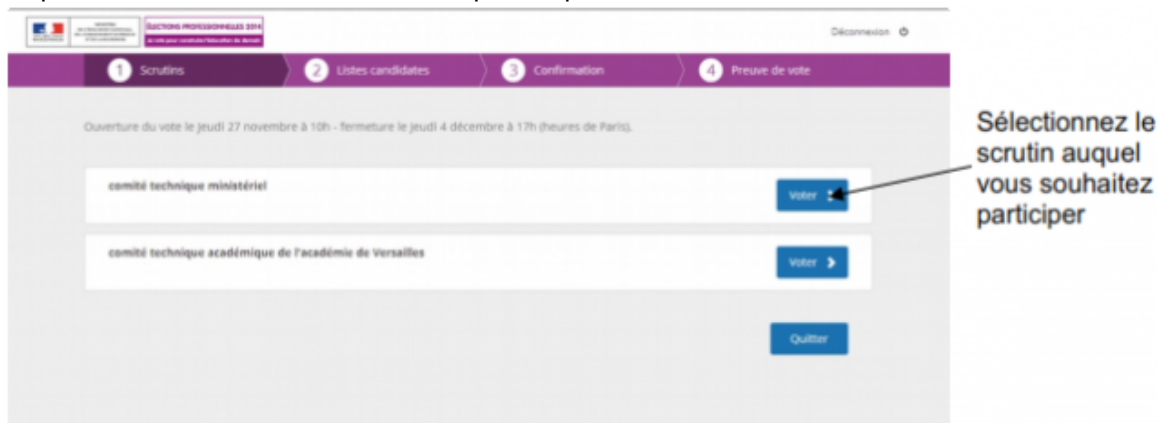 ÉLECTIONS PROFESSIONNELLES 2014
Déconnexion
1 Scrutins
2 Listes candidates
3 Confirmation
4 Preuve de vote
Ouverture du vote le jeudi 27 novembre à 10h - fermeture le jeudi 4 décembre à 17h (heures de Paris).
comité technique ministériel
Voter
comité technique académique de l'académie de Versailles
Voter
Quitter
Sélectionnez le
scrutin auquel
vous souhaitez
participer